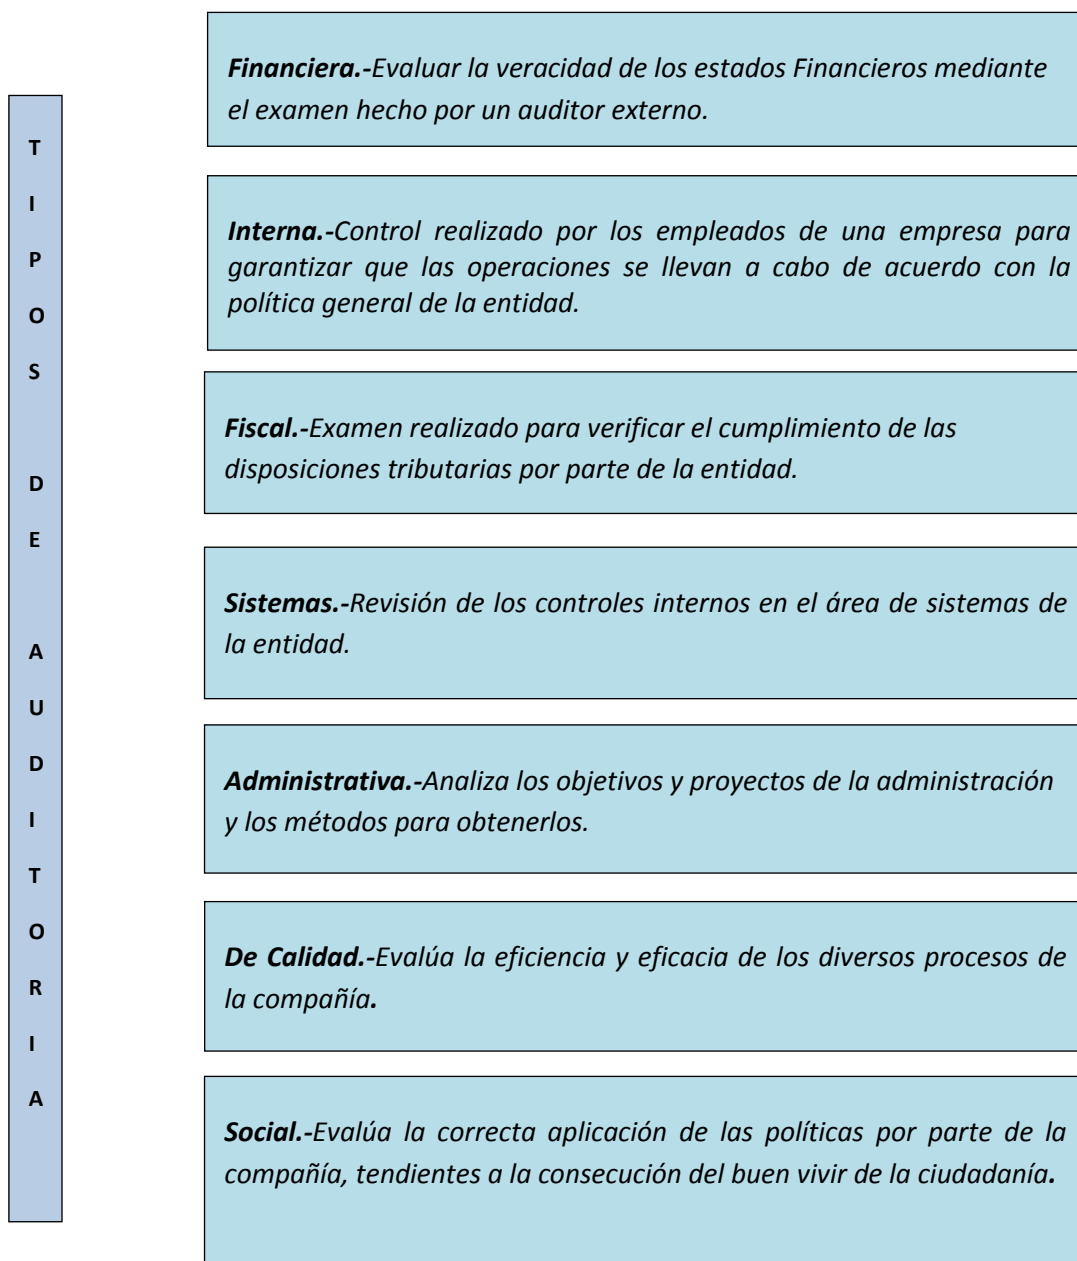 TIPOS DE AUDITORIA
Financiera.-Evaluar la veracidad de los estados Financieros mediante
el examen hecho por un auditor externo.
Interna.-Control realizado por los empleados de una empresa para
garantizar que las operaciones se llevan a cabo de acuerdo con la
política general de la entidad.
Fiscal.-Examen realizado para verificar el cumplimiento de las
disposiciones tributarias por parte de la entidad.
Sistemas.-Revisión de los controles internos en el área de sistemas de
la entidad.
Administrativa.-Analiza los objetivos y proyectos de la administración
y los métodos para obtenerlos.
De Calidad.-Evalúa la eficiencia y eficacia de los diversos procesos de
la compañía.
Social.-Evalúa la correcta aplicación de las políticas por parte de la
compañía, tendientes a la consecución del buen vivir de la ciudadanía.